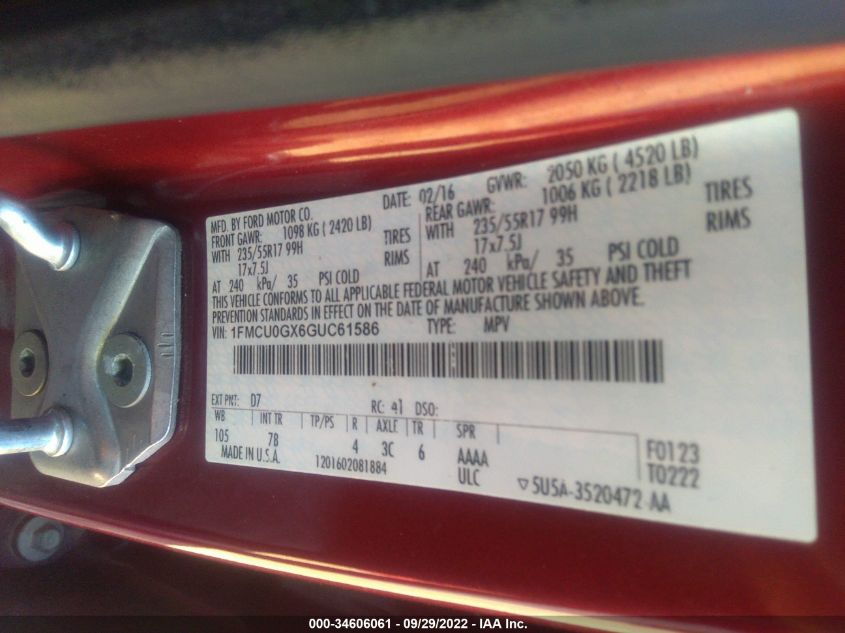 MFD. BY FORD MOTOR CO.
DATE: 02/16 GVWR: 2050 KG ( 4520 LB)
FRONT GAWR: 1098 KG ( 2420 LB)
REAR GAWR: 1006 KG ( 2218 LB)
WITH 235/55R17 99H TIRES
WITH 235/55R17 99H TIRES
17x7.5J RIMS
17x7.5J RIMS
AT 240 kPa/ 35 PSI COLD
AT 240 kPa/ 35 PSI COLD
THIS VEHICLE CONFORMS TO ALL APPLICABLE FEDERAL MOTOR VEHICLE SAFETY AND THEFT
PREVENTION STANDARDS IN EFFECT ON THE DATE OF MANUFACTURE SHOWN ABOVE.
VIN: 1FMCU0GX6GUC61586 TYPE: MPV
EXT PNT: D7 RC: 41 DSO:
WB INT TR TP/PS R AXLE TR SPR
105 7B 4 3C 6 AAAA F0123
MADE IN U.S.A. 1201602081884 ULC T0222
▽ 5U5A-3520472-AA
000-34606061 - 09/29/2022 - IAA Inc.